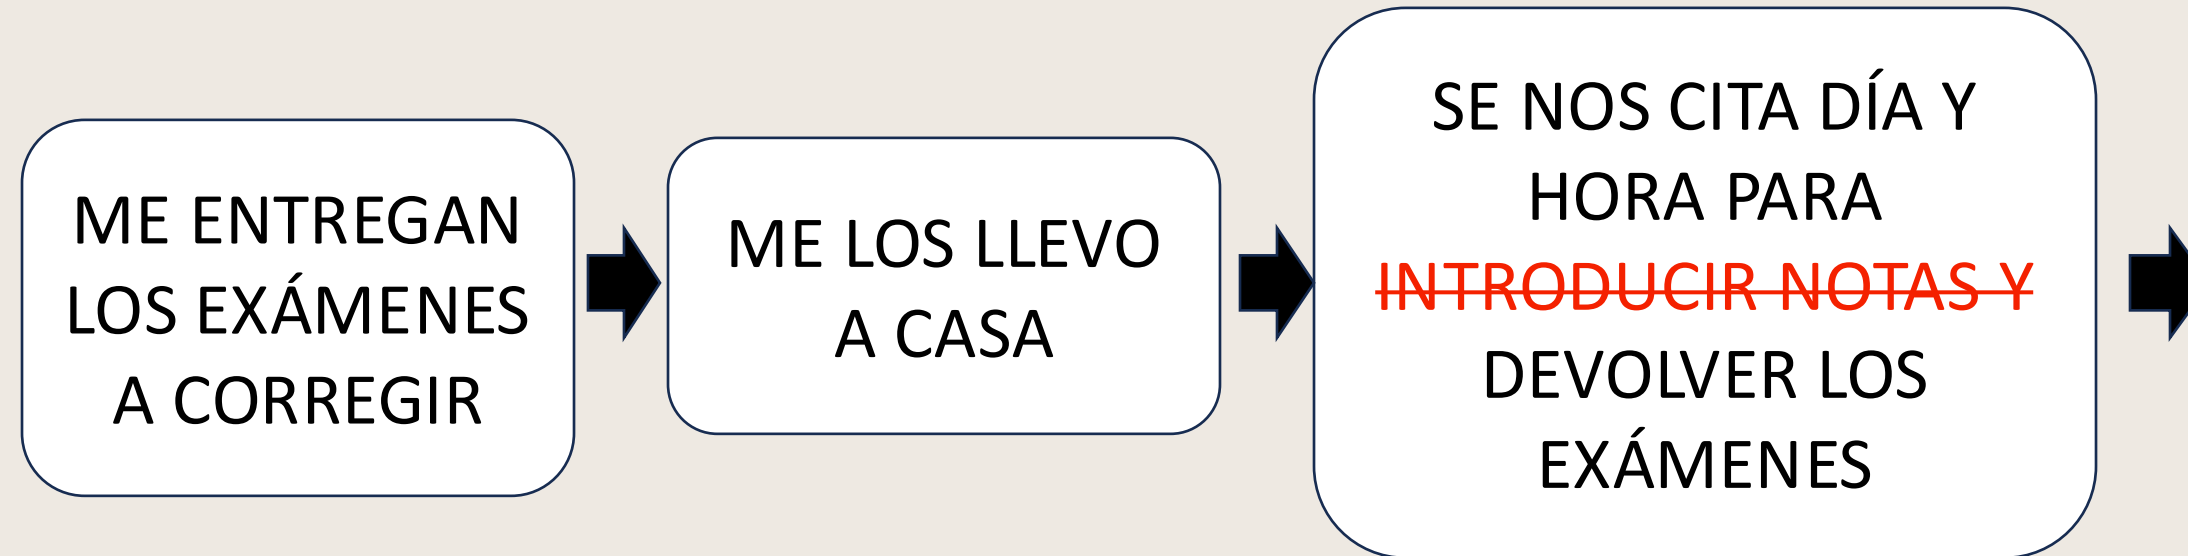 ME ENTREGAN
LOS EXÁMENES
A CORREGIR
ME LOS LLEVO
A CASA
SE NOS CITA DÍA Y
HORA PARA
INTRODUCIR NOTAS Y
DEVOLVER LOS
EXÁMENES